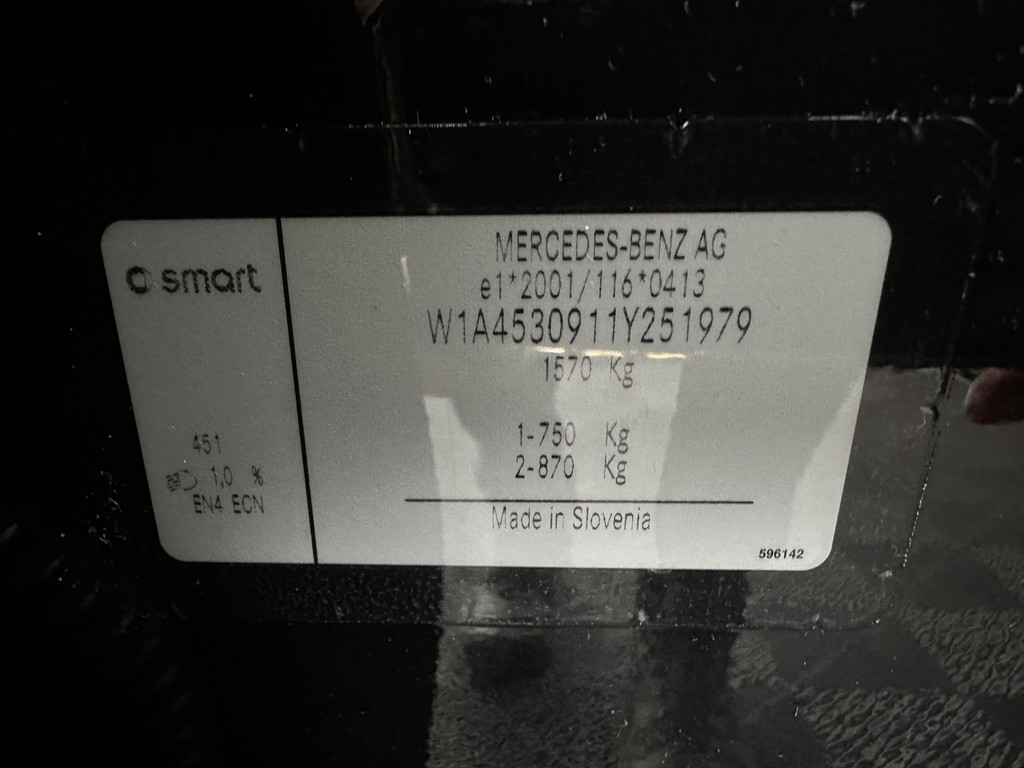 smart
451
1,0 %
EN4 ECN
MERCEDES-BENZ AG
e1*2001/116*0413
W1A4530911Y251979
1570 Kg
1-750 Kg
2-870 Kg
Made in Slovenia
596142